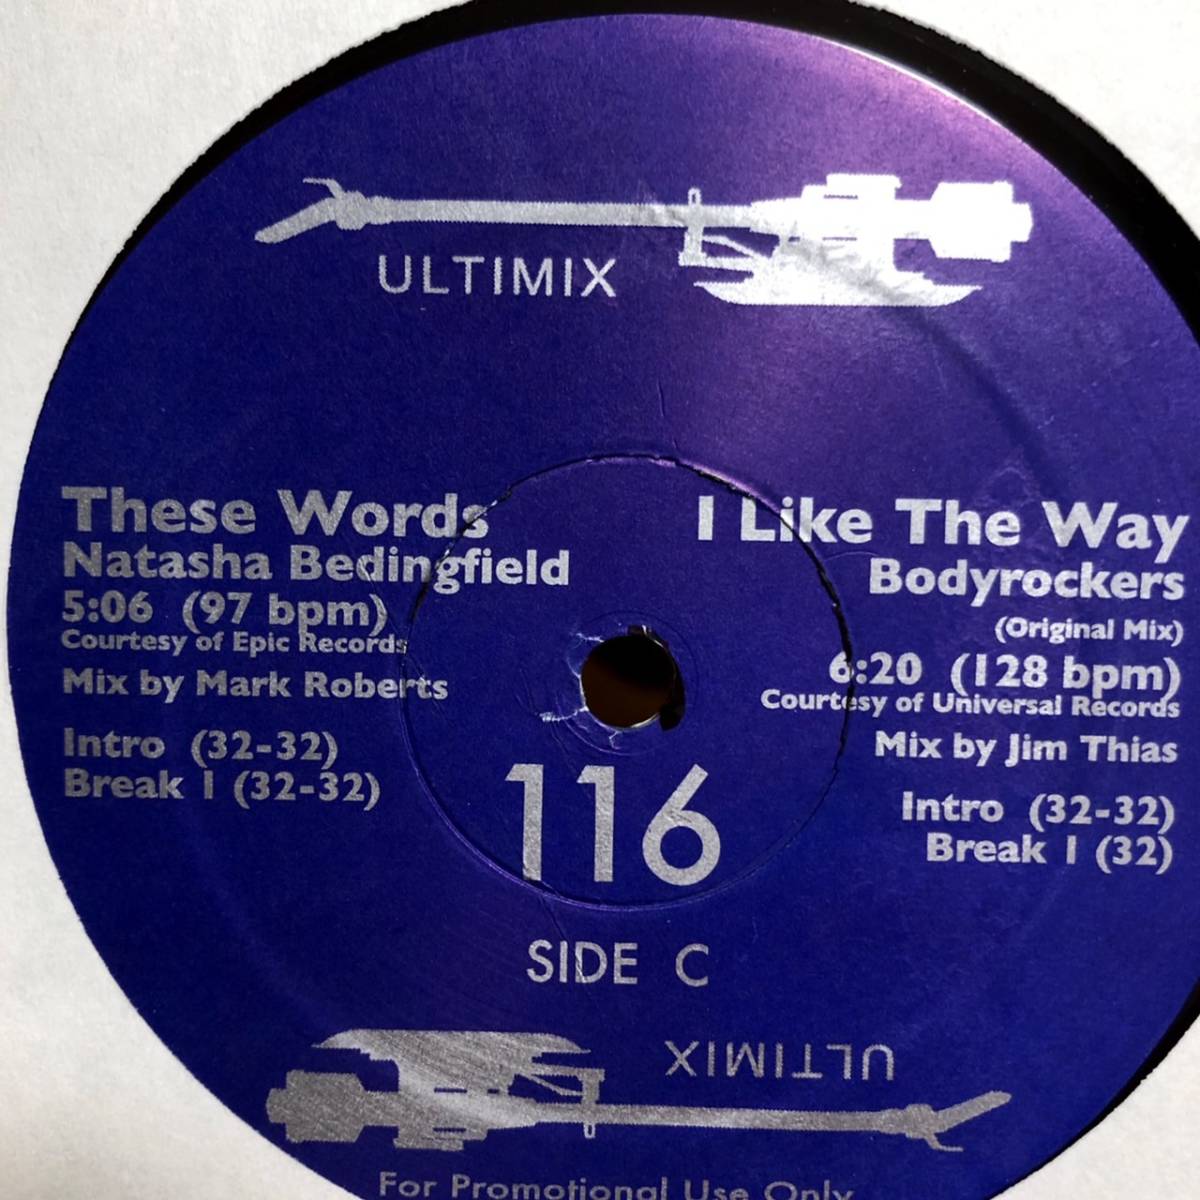 ULTIMIX
These Words
Natasha Bedingfield
5:06 (97 bpm)
Courtesy of Epic Records
Mix by Mark Roberts
Intro (32-32)
Break 1 (32-32)
I Like The Way
Bodyrockers
(Original Mix)
6:20 (128 bpm)
Courtesy of Universal Records
Mix by Jim Thias
Intro (32-32)
Break 1 (32)
116
SIDE C
ULTIMIX
For Promotional Use Only